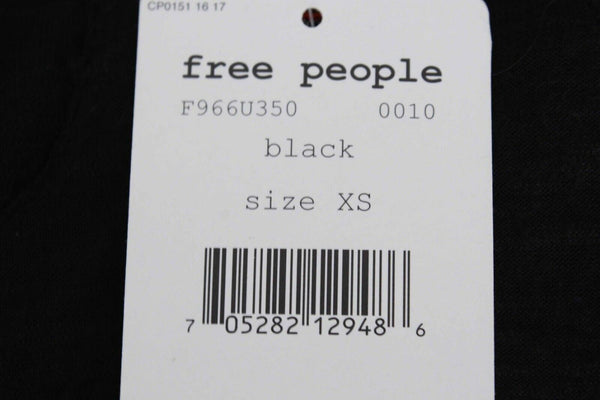 CP0151 16 17
free people
F966U350 0010
black
size XS
7 05282 12948 6